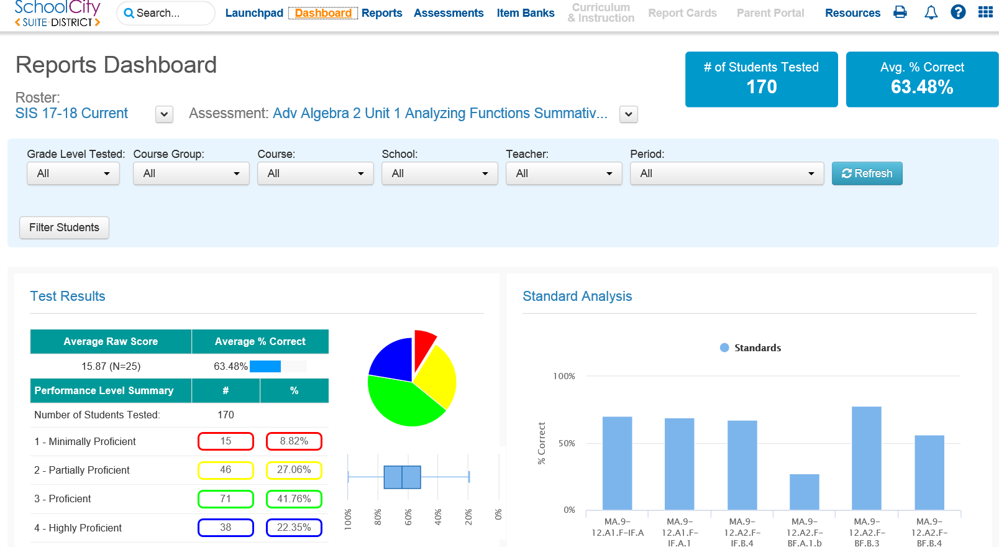 SchoolCity
SUITE-DISTRICT
Search...
Launchpad
Dashboard
Reports
Assessments
Item Banks
Curriculum
& Instruction
Report Cards
Parent Portal
Resources
?
Reports Dashboard
# of Students Tested
170
Avg. % Correct
63.48%
Roster:
SIS 17-18 Current
Assessment: Adv Algebra 2 Unit 1 Analyzing Functions Summativ...
Grade Level Tested: Course Group: Course: School: Teacher: Period:
All All All All All All Refresh
Filter Students
Test Results
Average Raw Score Average % Correct
15.87 (N=25) 63.48%
Performance Level Summary # %
Number of Students Tested: 170
1 - Minimally Proficient 15 8.82%
2 - Partially Proficient 46 27.06%
3 - Proficient 71 41.76%
4 - Highly Proficient 38 22.35%
100% 80% 60% 40% 20% 0%
Standard Analysis
Standards
% Correct
100%
50%
0%
MA.9-
12.A1.F-IF.A
MA.9-
12.A1.F-
IF.A.1
MA.9-
12.A2.F-
IF.B.4
MA.9-
12.A2.F-
BF.A.1.b
MA.9-
12.A2.F-
BF.B.3
MA.9-
12.A2.F-
BF.B.4